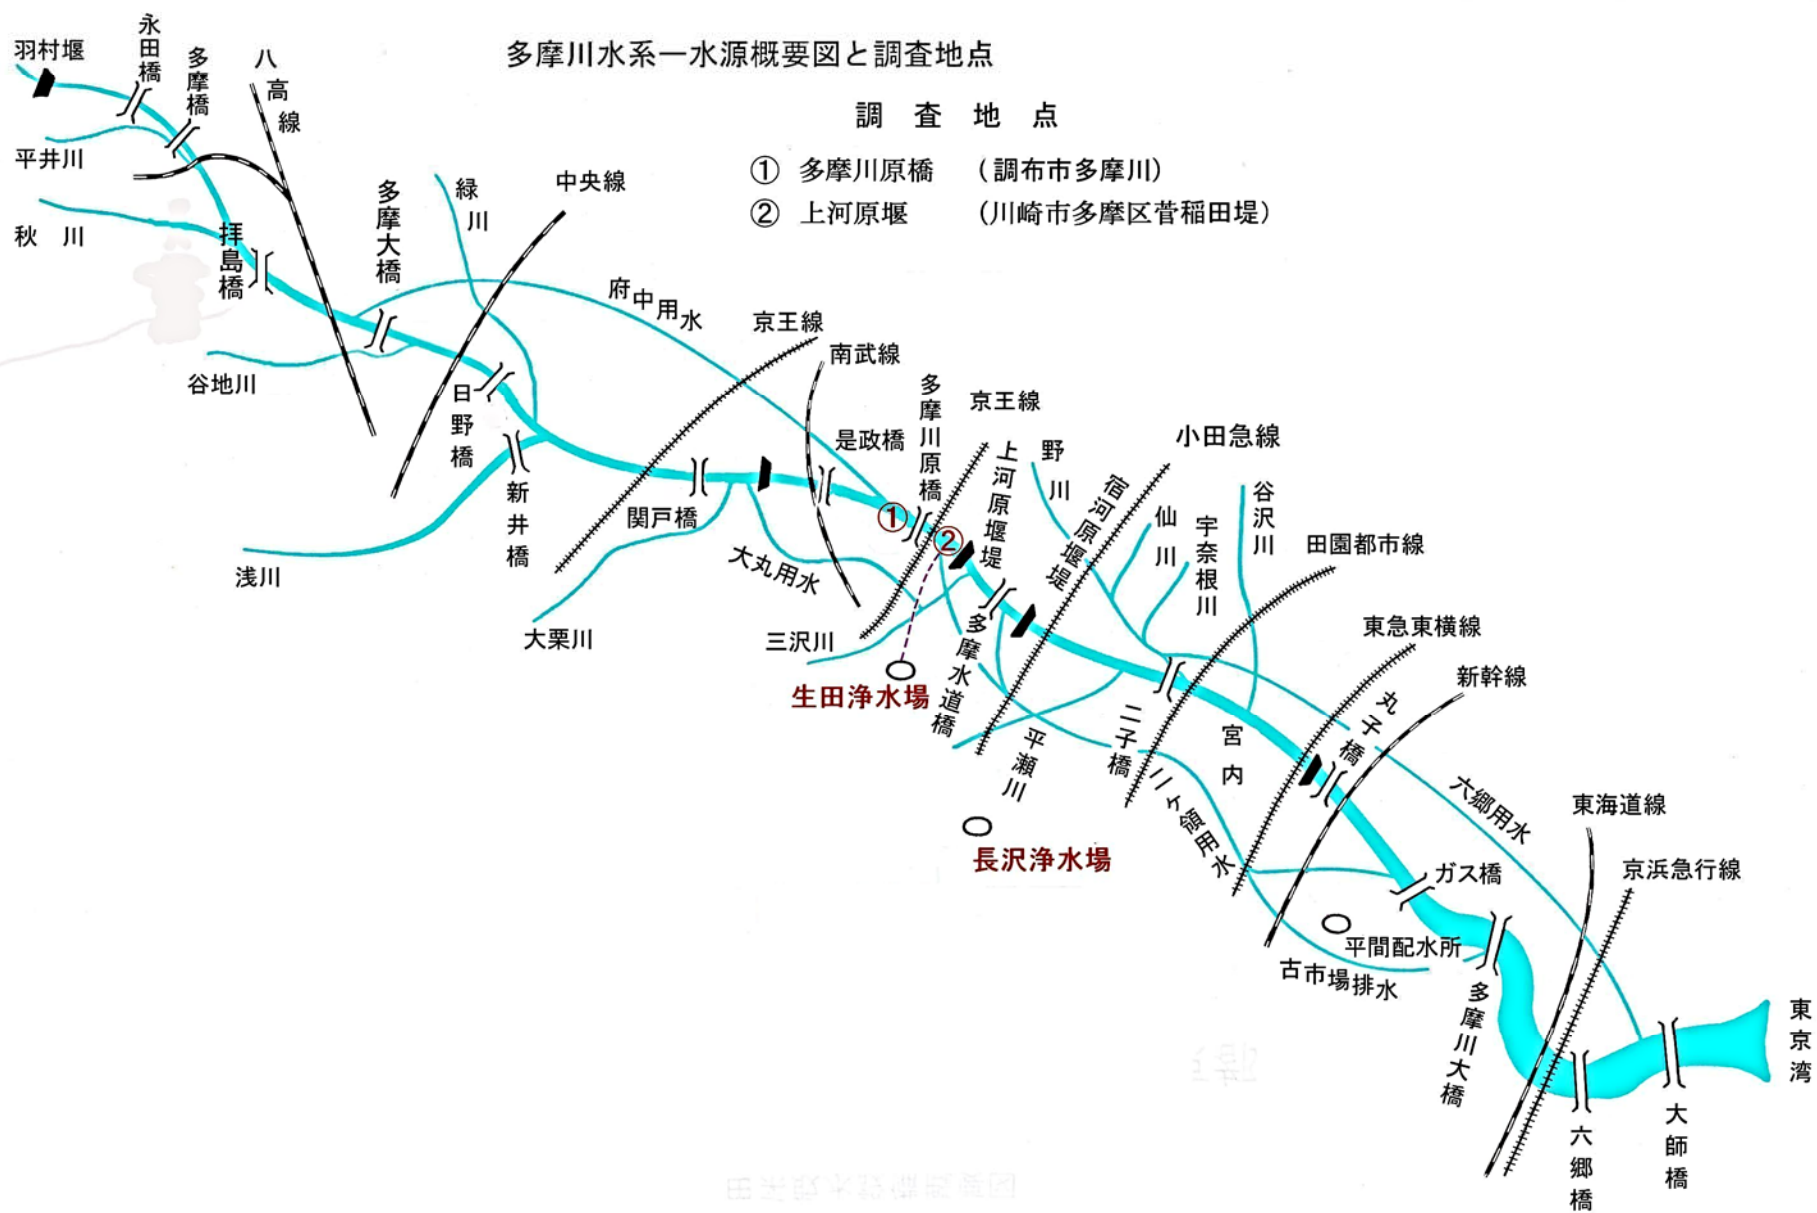 多摩川水系一水源概要図と調査地点
調査地点
① 多摩川原橋 (調布市多摩川)
② 上河原堰 (川崎市多摩区菅稲田堤)
羽村堰
永田橋
多摩橋
八高線
平井川
秋川
拝島橋
多摩大橋
緑川
中央線
府中用水
谷地川
日野橋
新井橋
浅川
京王線
南武線
是政橋
関戸橋
大丸用水
大栗川
三沢川
多摩川原橋
京王線
①
②
上河原堰堤
野川
宿河原堰堤
小田急線
仙川
宇奈根川
谷沢川
田園都市線
東急東横線
新幹線
生田浄水場
多摩水道橋
平瀬川
二子橋
二ヶ領用水
宮内
丸子橋
六郷用水
長沢浄水場
東海道線
京浜急行線
ガス橋
平間配水所
古市場排水
多摩川大橋
六郷橋
大師橋
東京湾